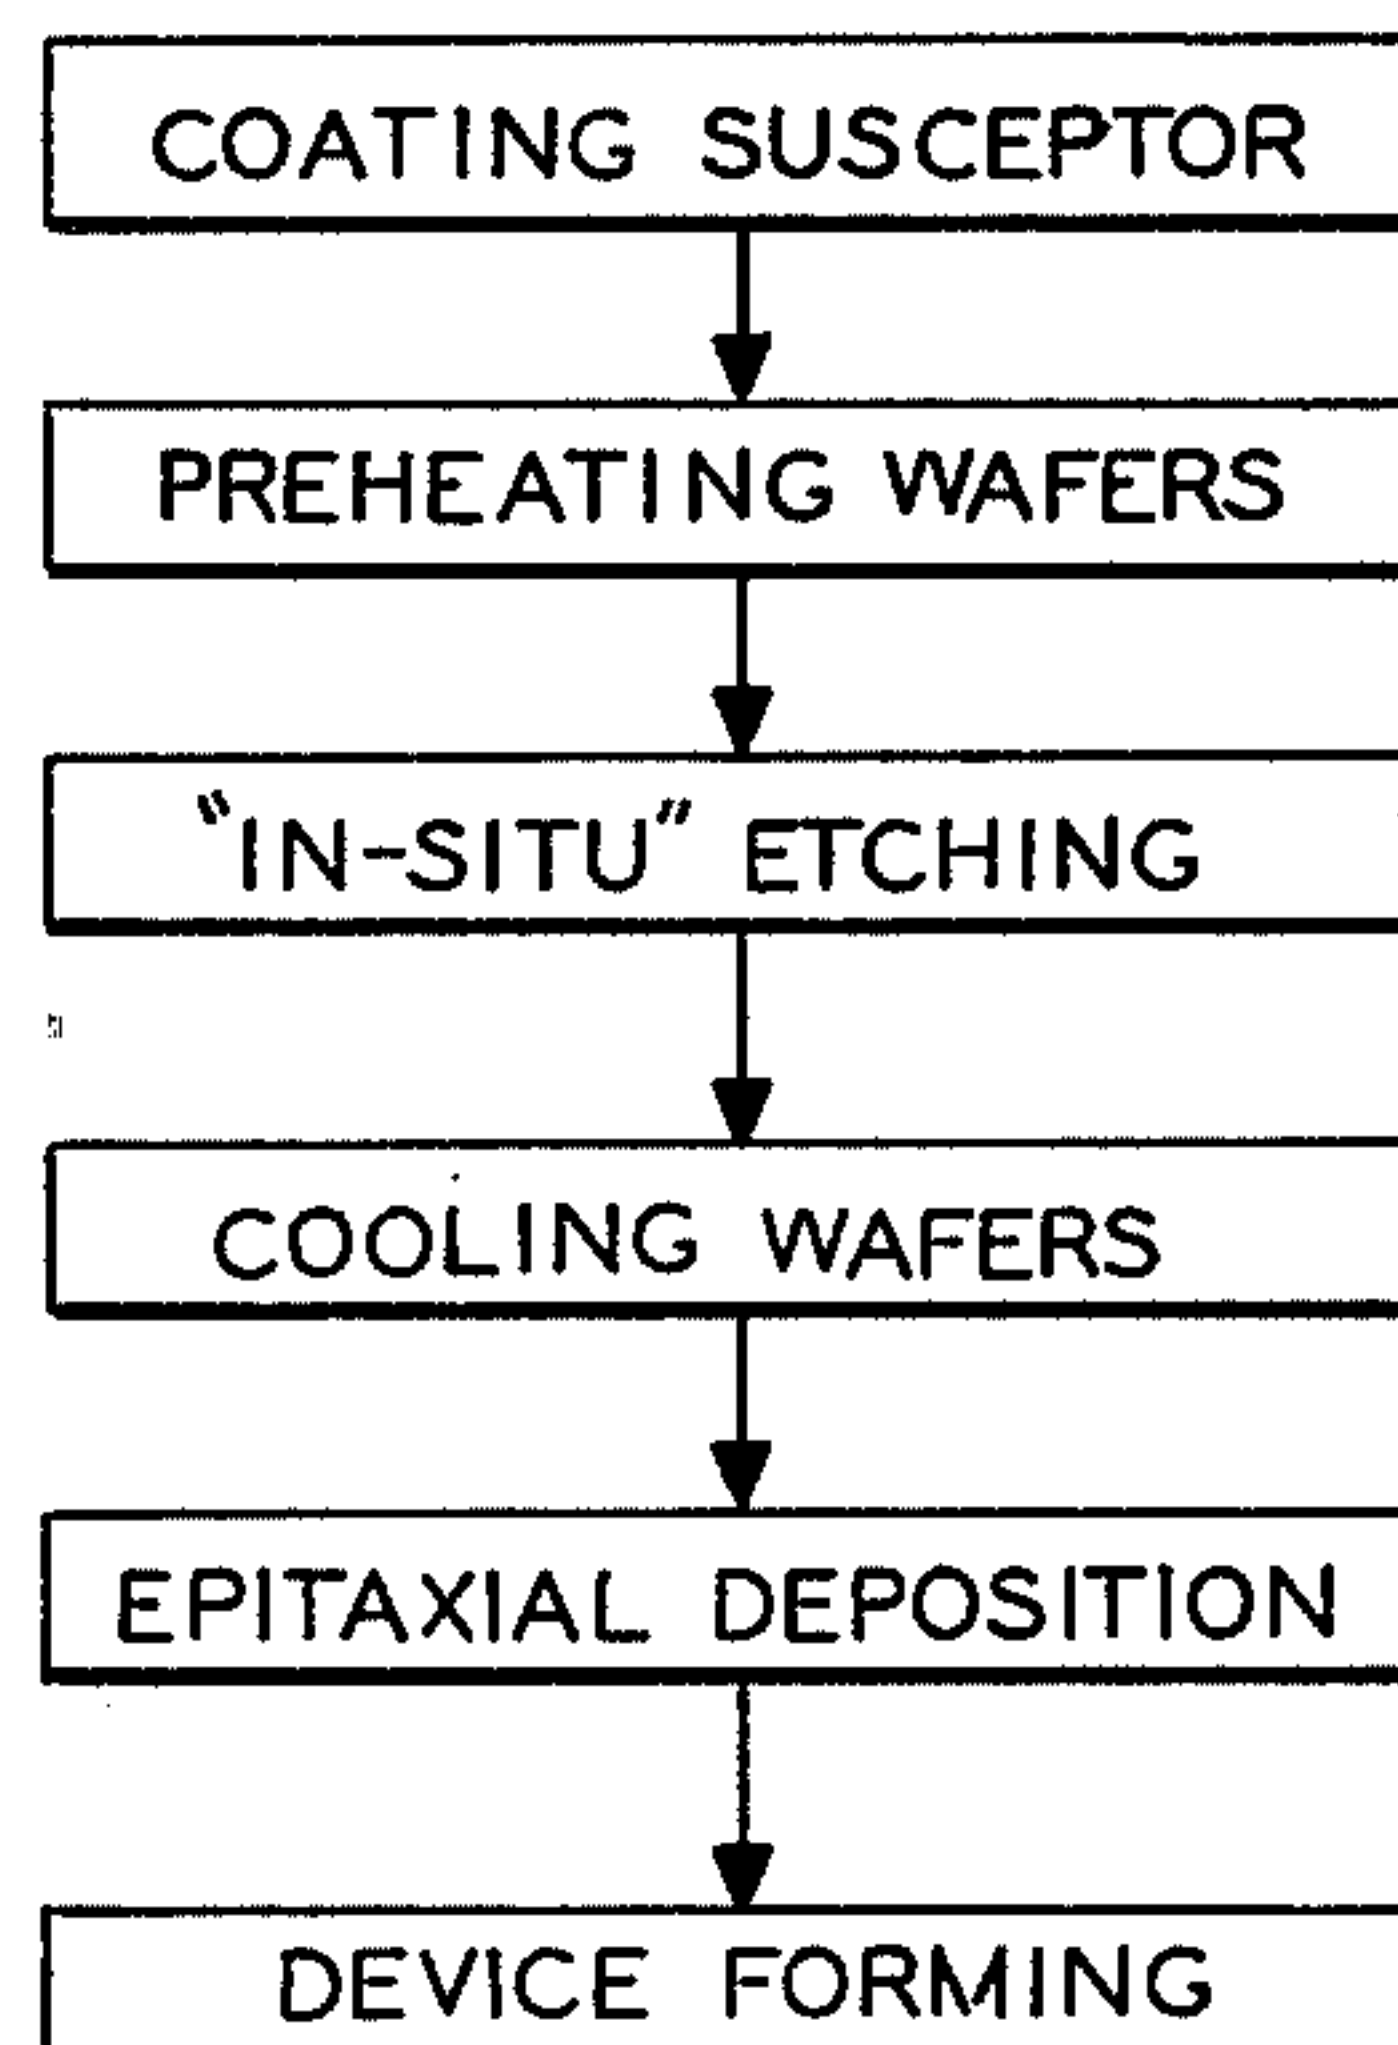 COATING SUSCEPTOR
PREHEATING WAFERS
"IN-SITU" ETCHING
COOLING WAFERS
EPITAXIAL DEPOSITION
DEVICE FORMING